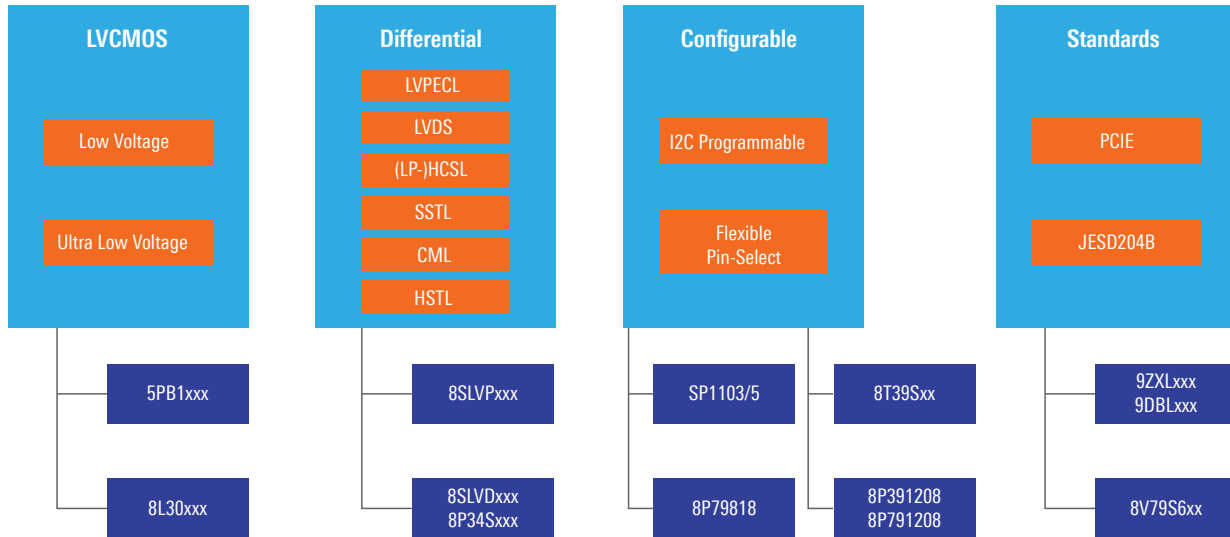 LVCMOS
Low Voltage
Ultra Low Voltage
5PB1xxx
8L30xxx
Differential
LVPECL
LVDS
(LP-)HCSL
SSTL
CML
HSTL
8SLVPxxx
8SLVDxxx
8P34Sxxx
Configurable
I2C Programmable
Flexible
Pin-Select
SP1103/5
8P79818
8T39Sxx
8P391208
8P791208
Standards
PCIE
JESD204B
9ZXLxxx
9DBLxxx
8V79S6xx